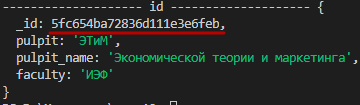 -------------------- id -------------------- {
_id: 5fc654ba72836d111e3e6feb,
pulpit: 'ЭТиМ',
pulpit_name: 'Экономической теории и маркетинга',
faculty: 'ИЭФ'
}